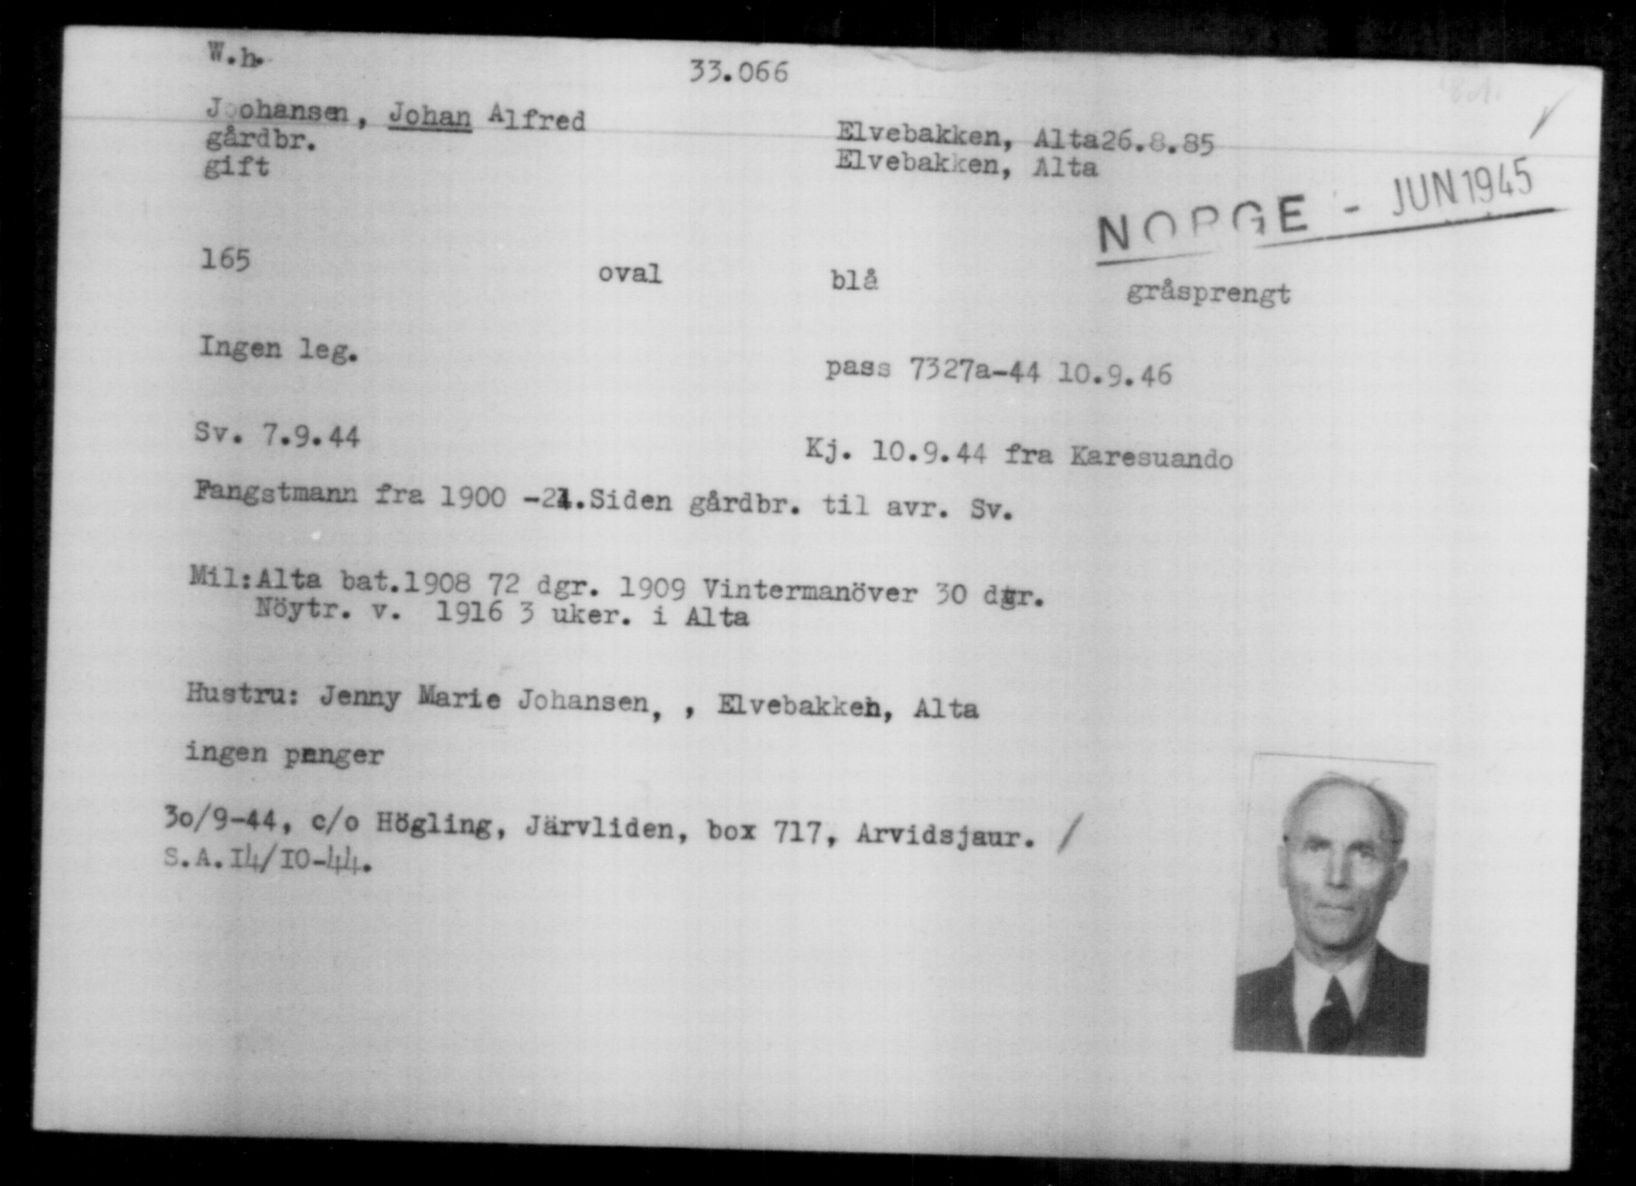 W.h.
33.066
Johansen, Johan Alfred
Elvebakken, Alta 26.8.85
gårdbr.
Elvebakken, Alta
gift
NORGE - JUN 1945
165 oval blå gråsprengt
Ingen leg.
pass 7327a-44 10.9.46
Sv. 7.9.44
Kj. 10.9.44 fra Karesuando
Fangstmann fra 1900 -21.Siden gårdbr. til avr. Sv.
Mil:Alta bat.1908 72 dgr. 1909 Vintermanöver 30 dgr.
Nöytr. v. 1916 3 uker. i Alta
Hustru: Jenny Marie Johansen, , Elvebakken, Alta
ingen penger
30/9-44, c/o Högling, Järvliden, box 717, Arvidsjaur. /
S.A.14/10-44.